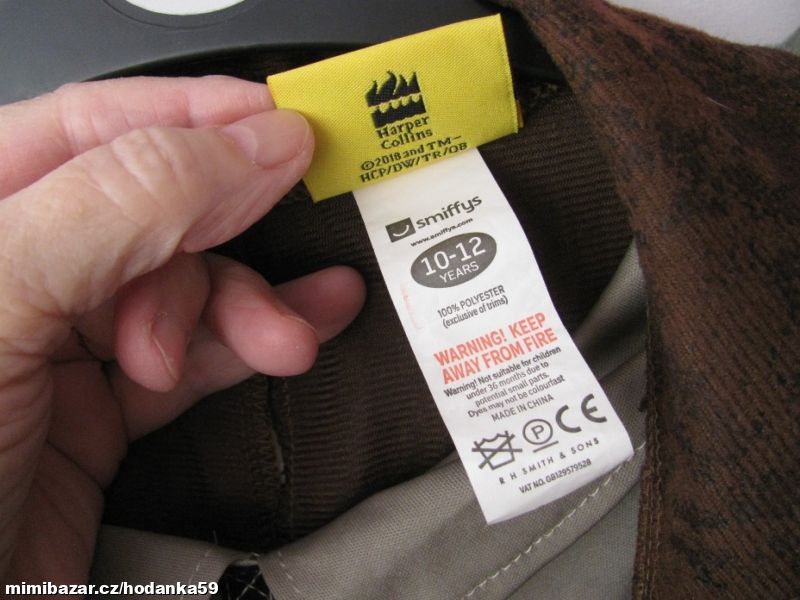 Harper
Collins
©2018 and TM–
HCP/DW/TR/OB
smiffys
www.smiffys.com
10-12
YEARS
100% POLYESTER
(exclusive of trims)
WARNING! KEEP
AWAY FROM FIRE
Warning! Not suitable for children
under 36 months due to
potential small parts.
Dyes may not be colourfast
MADE IN CHINA
P CE
R H SMITH & SONS
VAT NO. GB129579528
mimibazar.cz/hodanka59